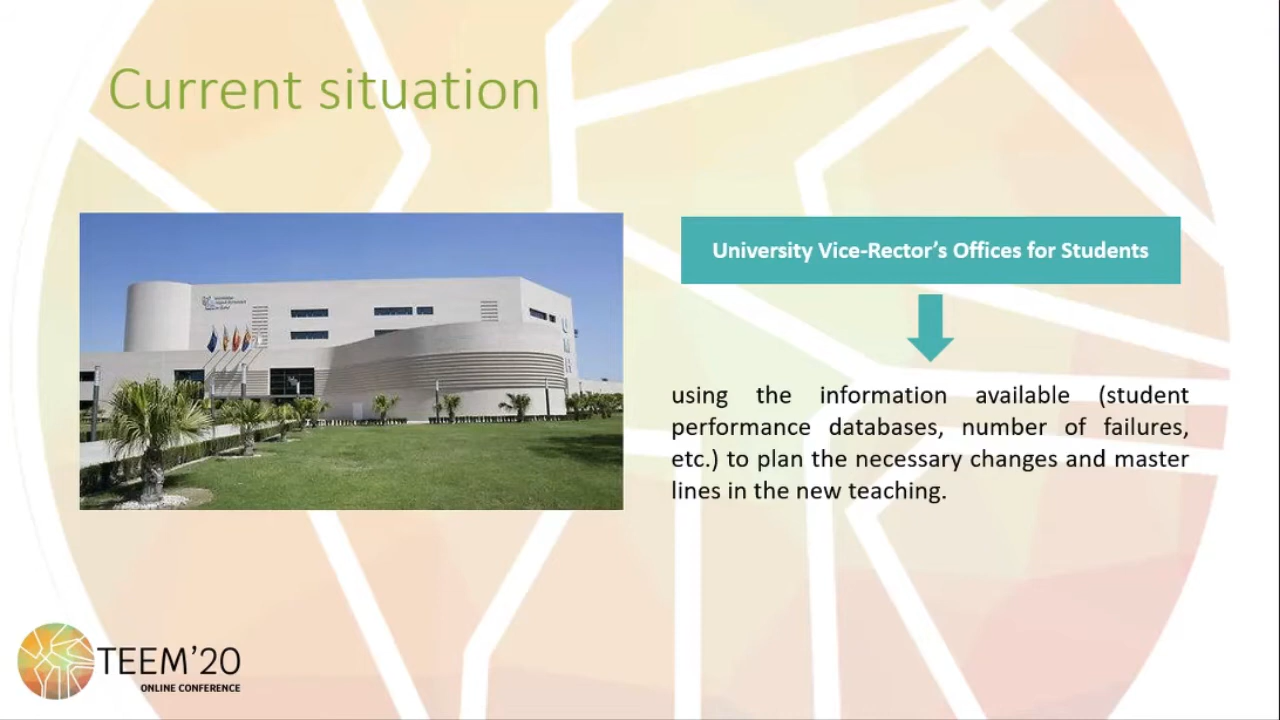 Current situation
University Vice-Rector's Offices for Students
using the information available (student
performance databases, number of failures,
etc.) to plan the necessary changes and master
lines in the new teaching.
TEEM'20
ONLINE CONFERENCE